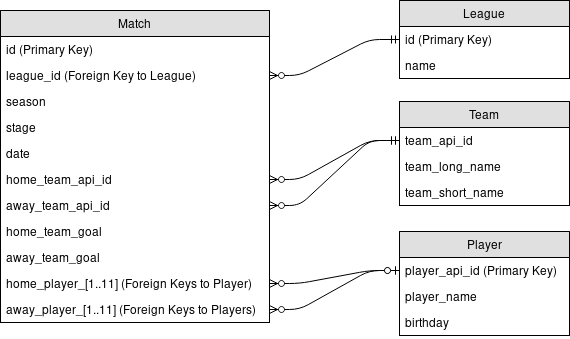 Match
id (Primary Key)
league_id (Foreign Key to League)
season
stage
date
home_team_api_id
away_team_api_id
home_team_goal
away_team_goal
home_player_[1..11] (Foreign Keys to Player)
away_player_[1..11] (Foreign Keys to Players)
League
id (Primary Key)
name
Team
team_api_id
team_long_name
team_short_name
Player
player_api_id (Primary Key)
player_name
birthday